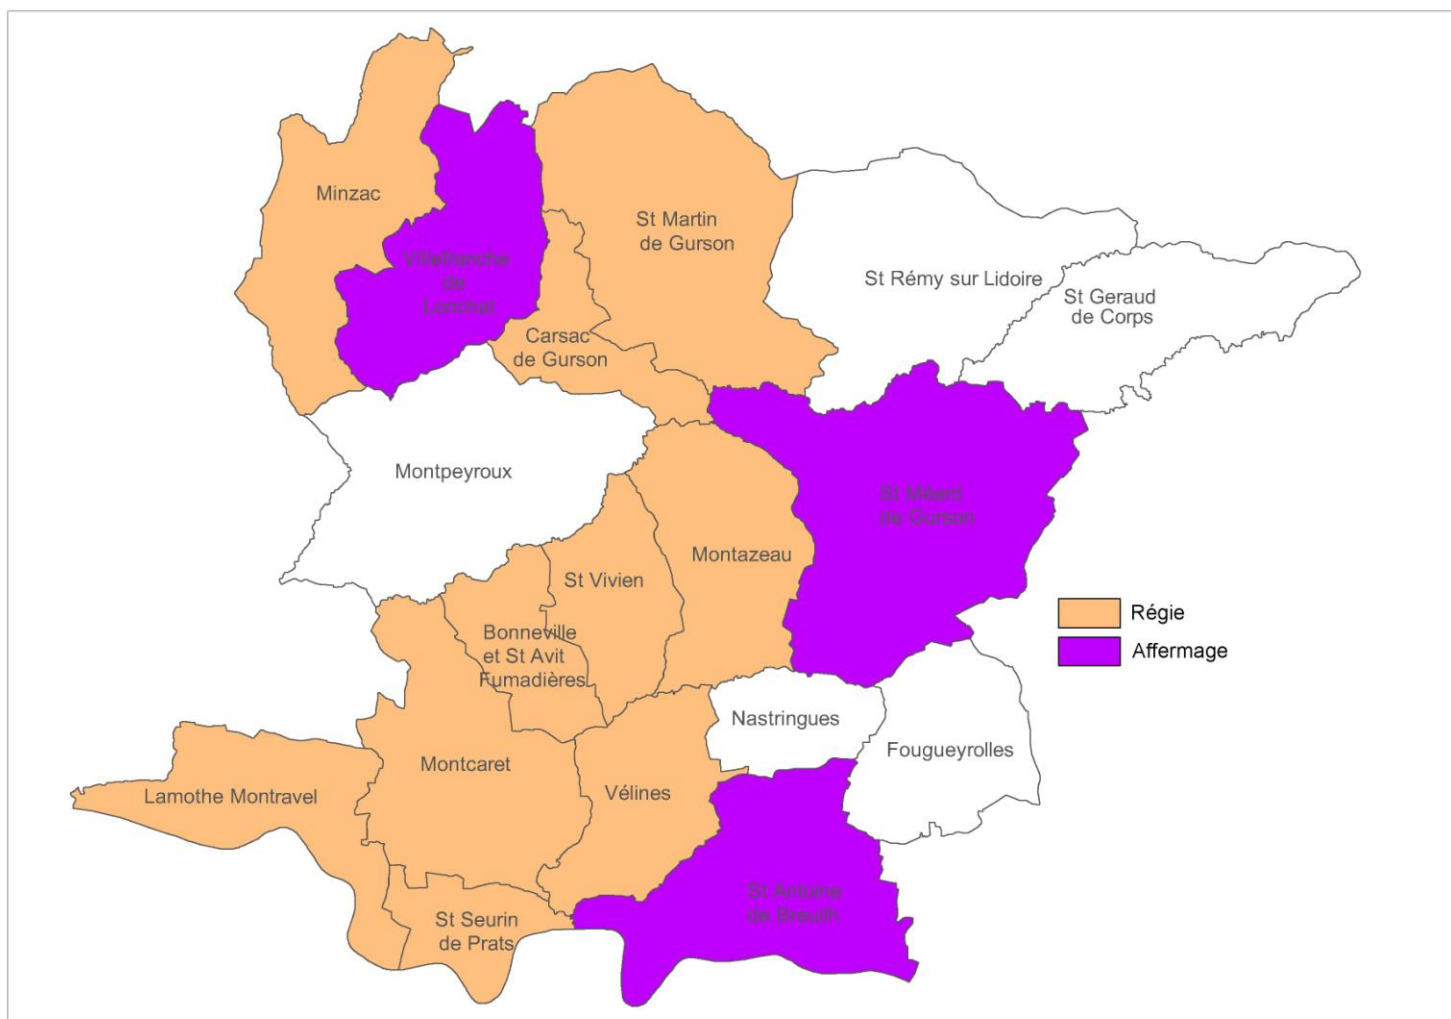 Minzac
St Martin
de Gurson
Villefranche
de
Lonchat
St Rémy sur Lidoire
St Geraud
de Corps
Carsac
de Gurson
Montpeyroux
St Méard
de Gurson
Montazeau
St Vivien
Bonneville
et St Avit
Fumadières
Régie
Affermage
Nastringues
Fougueyrolles
Montcaret
Lamothe Montravel
Vélines
St Antoine
de Breuilh
St Seurin
de Prats